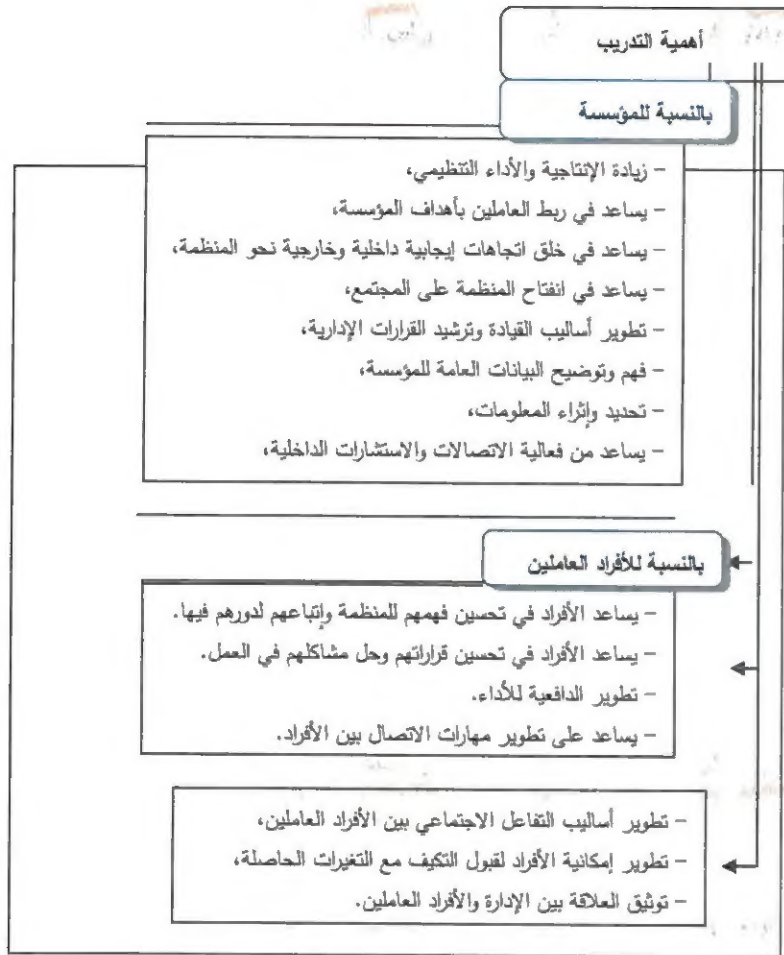 أهمية التدريب
بالنسبة للمؤسسة
- زيادة الإنتاجية والأداء التنظيمي،
- يساعد في ربط العاملين بأهداف المؤسسة،
- يساعد في خلق اتجاهات إيجابية داخلية وخارجية نحو المنظمة،
- يساعد في انفتاح المنظمة على المجتمع،
- تطوير أساليب القيادة وترشيد القرارات الإدارية،
- فهم وتوضيح البيانات العامة للمؤسسة،
- تحديد وإثراء المعلومات،
- يساعد من فعالية الاتصالات والاستشارات الداخلية،
بالنسبة للأفراد العاملين
- يساعد الأفراد في تحسين فهمهم للمنظمة وإتباعهم لدورهم فيها.
- يساعد الأفراد في تحسين قراراتهم وحل مشاكلهم في العمل.
- تطوير الدافعية للأداء.
- يساعد على تطوير مهارات الاتصال بين الأفراد.
- تطوير أساليب التفاعل الاجتماعي بين الأفراد العاملين،
- تطوير إمكانية الأفراد لقبول التكيف مع التغيرات الحاصلة،
- توثيق العلاقة بين الإدارة والأفراد العاملين.